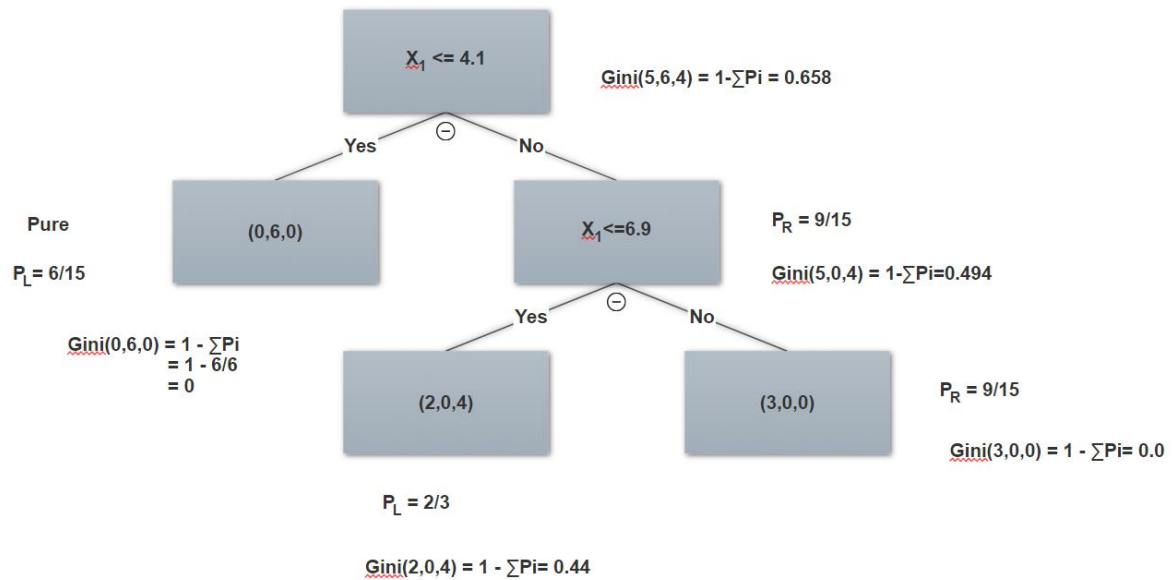 X1 <= 4.1
Gini(5,6,4) = 1-∑Pi = 0.658
Yes
No
Pure
(0,6,0)
X1<=6.9
PR = 9/15
PL= 6/15
Gini(5,0,4) = 1-∑Pi=0.494
Yes
No
Gini(0,6,0) = 1 - ∑Pi
= 1 - 6/6
= 0
(2,0,4)
(3,0,0)
PR = 9/15
Gini(3,0,0) = 1 - ∑Pi= 0.0
PL = 2/3
Gini(2,0,4) = 1 - ∑Pi= 0.44